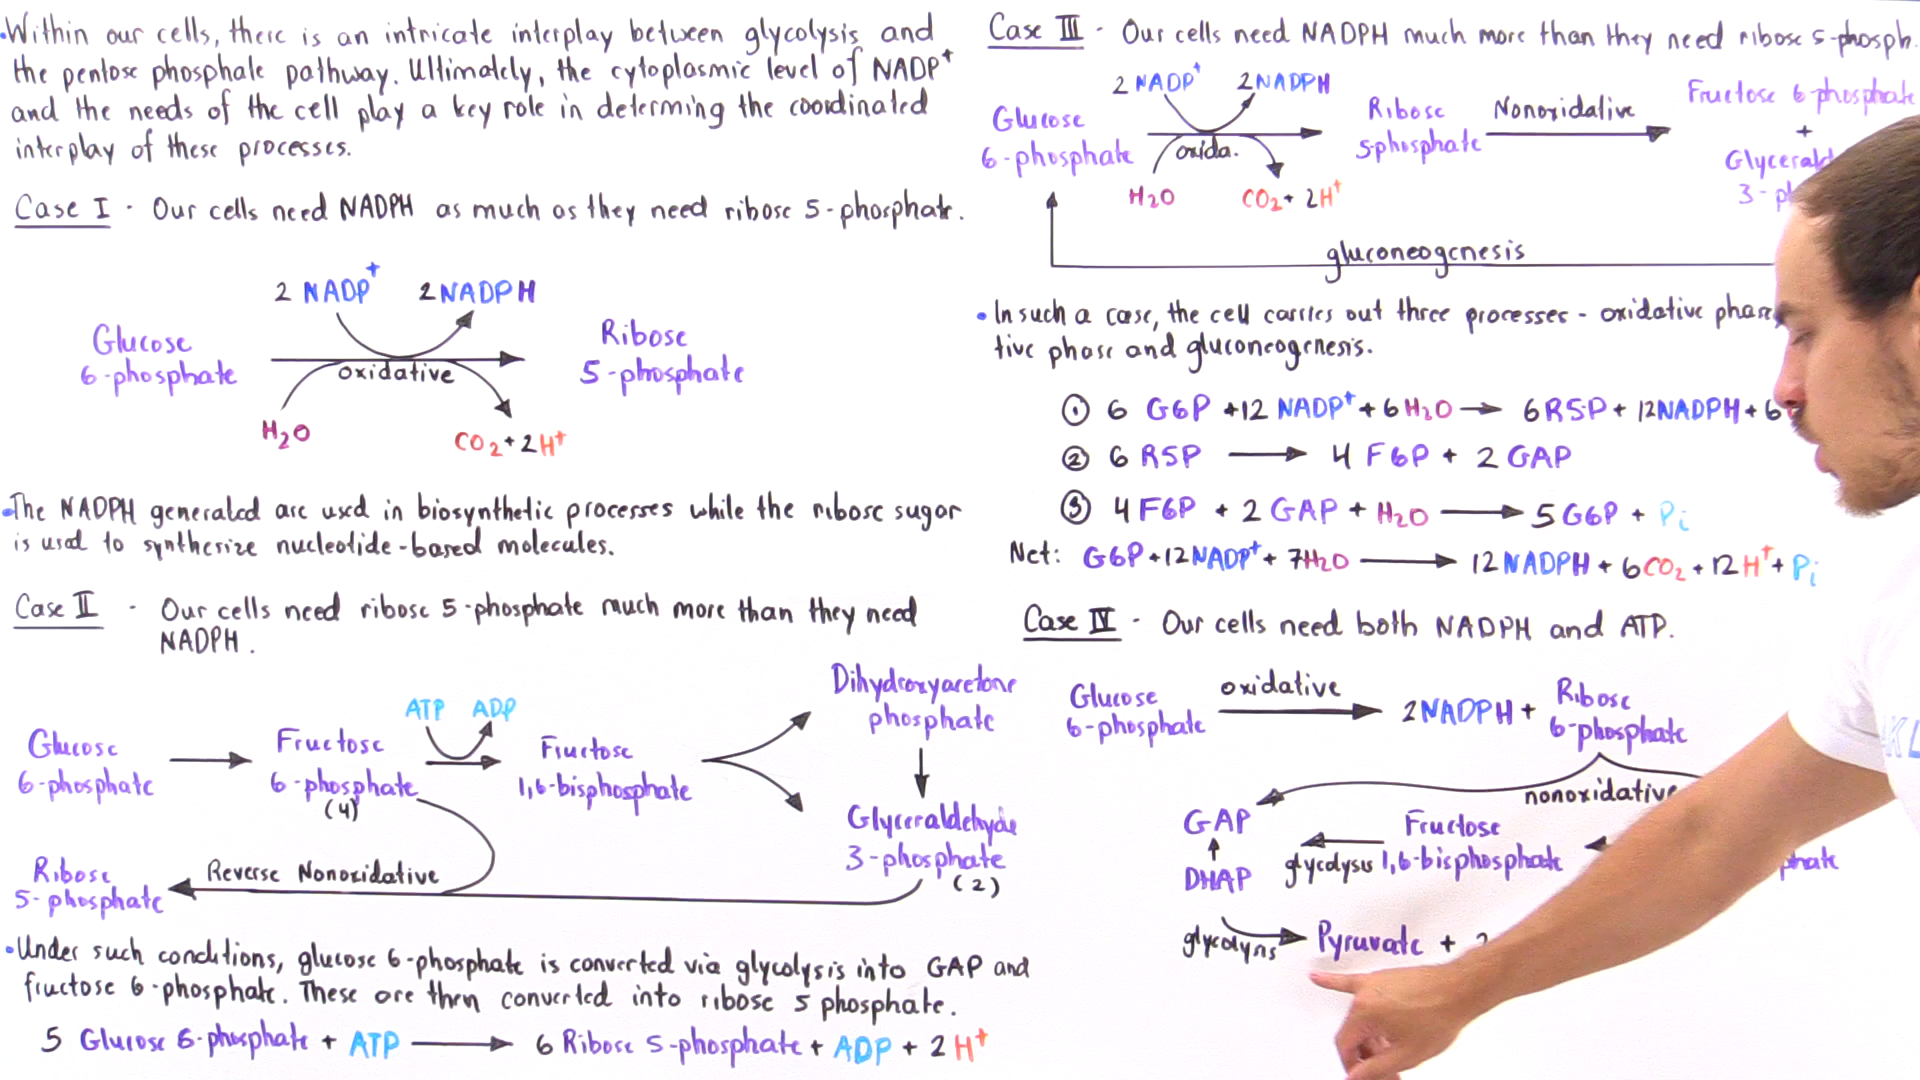 •Within our cells, there is an intricate interplay between glycolysis and
the pentose phosphate pathway. Ultimately, the cytoplasmic level of NADP+
and the needs of the cell play a key role in determing the coordinated
interplay of these processes.
Case I - Our cells need NADPH as much as they need ribose 5-phosphate.
2 NADP+ 2NADPH
Glucose 6-phosphate
oxidative
Ribose 5-phosphate
H2O
CO2+2H+
•The NADPH generated are used in biosynthetic processes while the ribose sugar
is used to synthesize nucleotide-based molecules.
Case II - Our cells need ribose 5-phosphate much more than they need
NADPH.
Glucose 6-phosphate
Fructose 6-phosphate
(4)
ATP ADP
Fructose 1,6-bisphosphate
Dihydroxyacetone phosphate
Glyceraldehyde 3-phosphate
(2)
Reverse Nonoxidative
Ribose 5-phosphate
•Under such conditions, glucose 6-phosphate is converted via glycolysis into GAP and
fructose 6-phosphate. These are then converted into ribose 5 phosphate.
5 Glucose 6-phosphate + ATP → 6 Ribose 5-phosphate + ADP + 2H+
Case III - Our cells need NADPH much more than they need ribose 5-phosph.
2 NADP+ 2NADPH
Glucose 6-phosphate
oxida.
H2O
CO2+ 2H+
Ribose 5phosphate
Nonoxidative
Fructose 6-phosphate
+
gluconeogenesis
•In such a case, the cell carries out three processes - oxidative
tive phase and gluconeogenesis.
① 6 G6P +12 NADP+ + 6H2O → 6R5P + 12NADPH + 6
② 6 R5P → 4 F6P + 2 GAP
③ 4 F6P + 2 GAP + H2O → 5G6P + Pi
Net: G6P+12NADP+ + 7H2O → 12NADPH + 6CO2 + 12H+ + Pi
Case IV - Our cells need both NADPH and ATP.
Glucose 6-phosphate
oxidative
2NADPH +
Ribose 6-phosphate
nonoxidative
GAP
DHAP
glycolysis
Fructose 1,6-bisphosphate
glycolyns
Pyruvate +